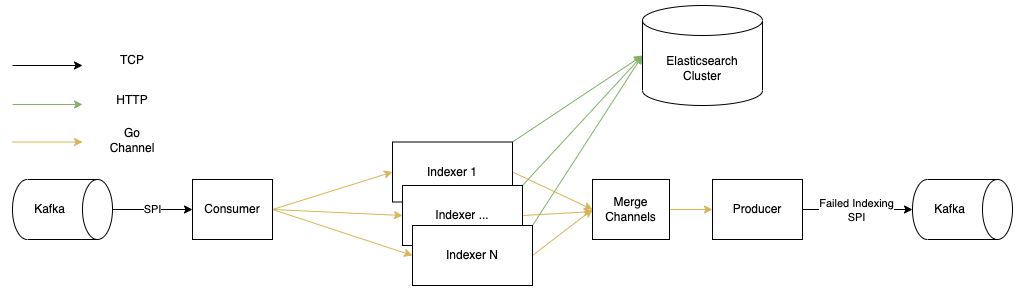 TCP
HTTP
Go
Channel
Elasticsearch
Cluster
Kafka
SPI
Consumer
Indexer 1
Indexer ...
Indexer N
Merge
Channels
Producer
Failed Indexing
SPI
Kafka